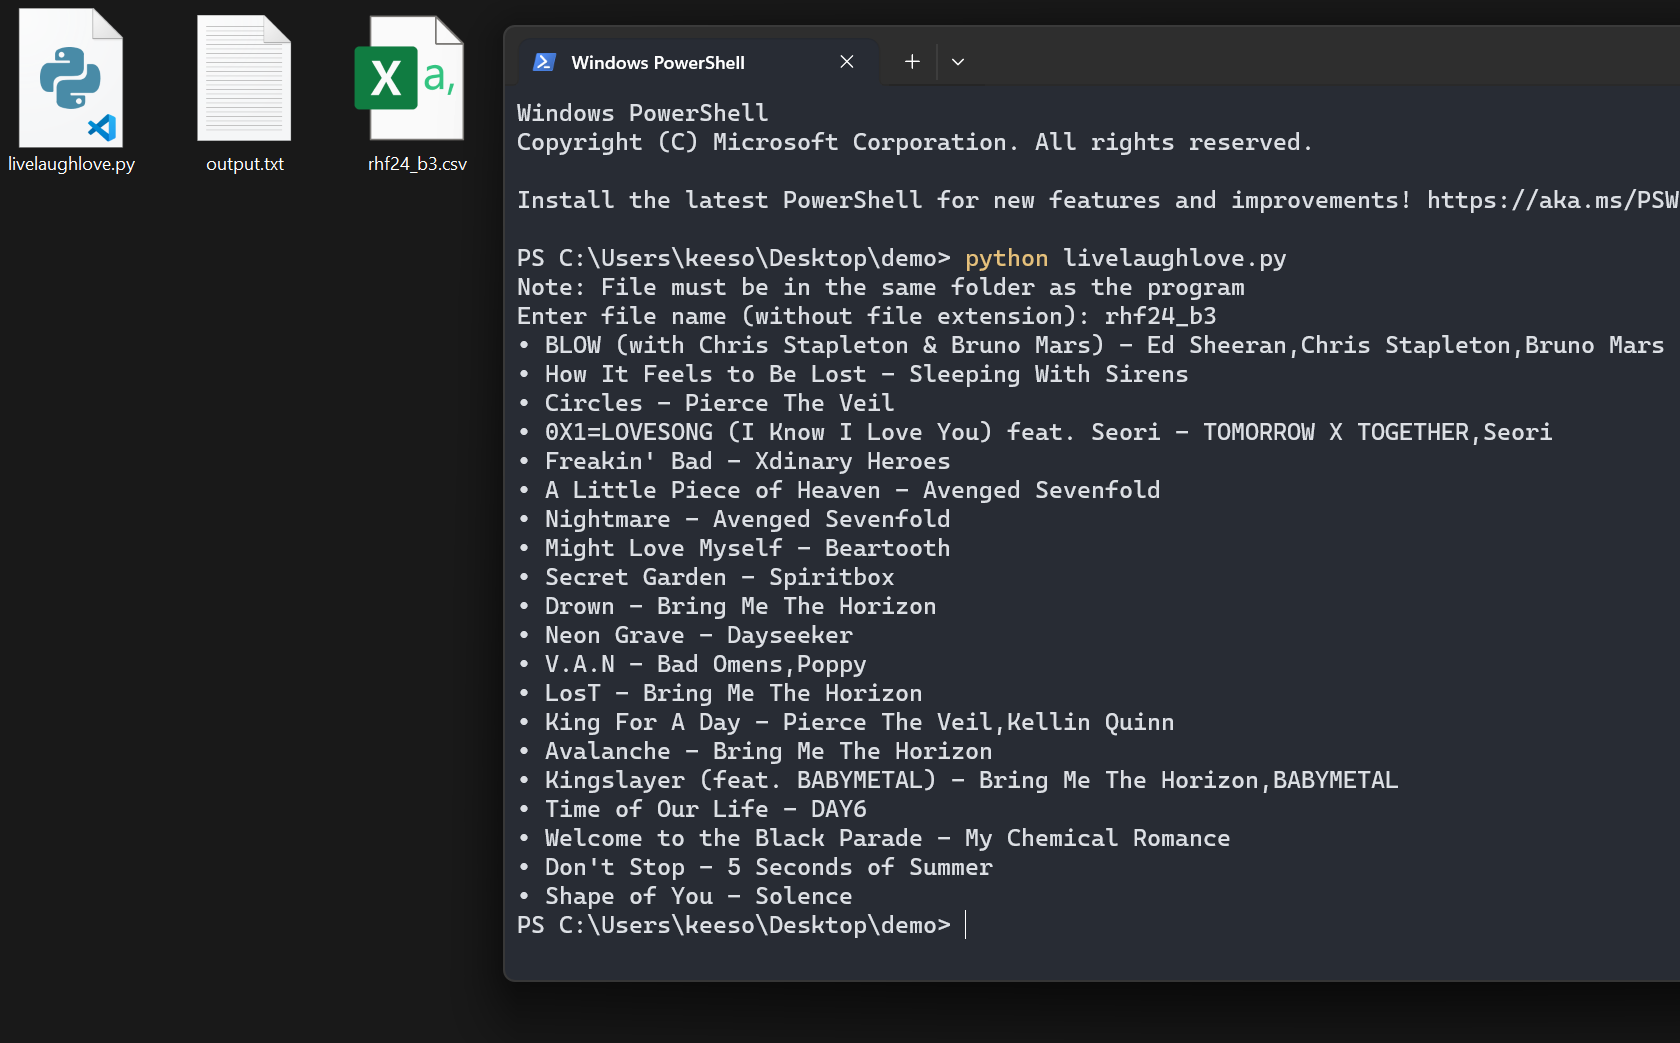 livelaughlove.py
output.txt
rhf24_b3.csv
X a,
Windows PowerShell
Windows PowerShell
Copyright (C) Microsoft Corporation. All rights reserved.
Install the latest PowerShell for new features and improvements! https://aka.ms/PSW
PS C:\Users\keeso\Desktop\demo> python livelaughlove.py
Note: File must be in the same folder as the program
Enter file name (without file extension): rhf24_b3
• BLOW (with Chris Stapleton & Bruno Mars) - Ed Sheeran,Chris Stapleton,Bruno Mars
• How It Feels to Be Lost - Sleeping With Sirens
• Circles - Pierce The Veil
• 0X1=LOVESONG (I Know I Love You) feat. Seori - TOMORROW X TOGETHER,Seori
• Freakin' Bad - Xdinary Heroes
• A Little Piece of Heaven - Avenged Sevenfold
• Nightmare - Avenged Sevenfold
• Might Love Myself - Beartooth
• Secret Garden - Spiritbox
• Drown - Bring Me The Horizon
• Neon Grave - Dayseeker
• V.A.N - Bad Omens,Poppy
• LosT - Bring Me The Horizon
• King For A Day - Pierce The Veil,Kellin Quinn
• Avalanche - Bring Me The Horizon
• Kingslayer (feat. BABYMETAL) - Bring Me The Horizon,BABYMETAL
• Time of Our Life - DAY6
• Welcome to the Black Parade - My Chemical Romance
• Don't Stop - 5 Seconds of Summer
• Shape of You - Solence
PS C:\Users\keeso\Desktop\demo>